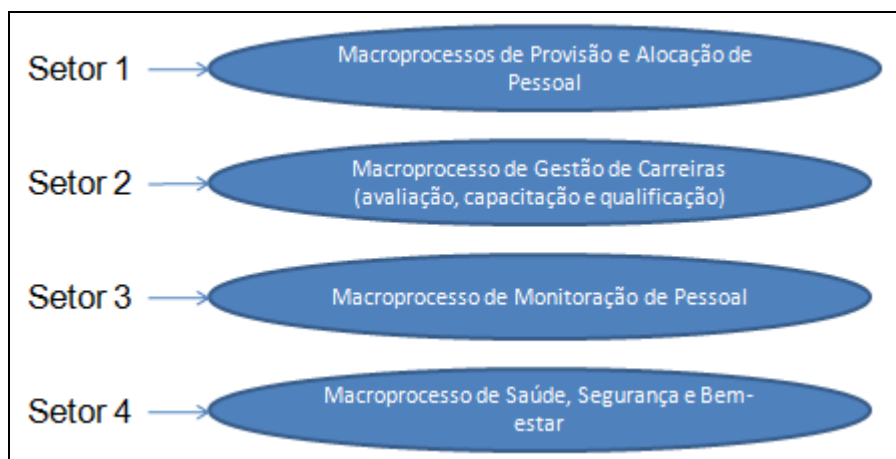 Setor 1
Macroprocessos de Provisão e Alocação de
Pessoal
Setor 2
Macroprocesso de Gestão de Carreiras
(avaliação, capacitação e qualificação)
Setor 3
Macroprocesso de Monitoração de Pessoal
Setor 4
Macroprocesso de Saúde, Segurança e Bem-
estar